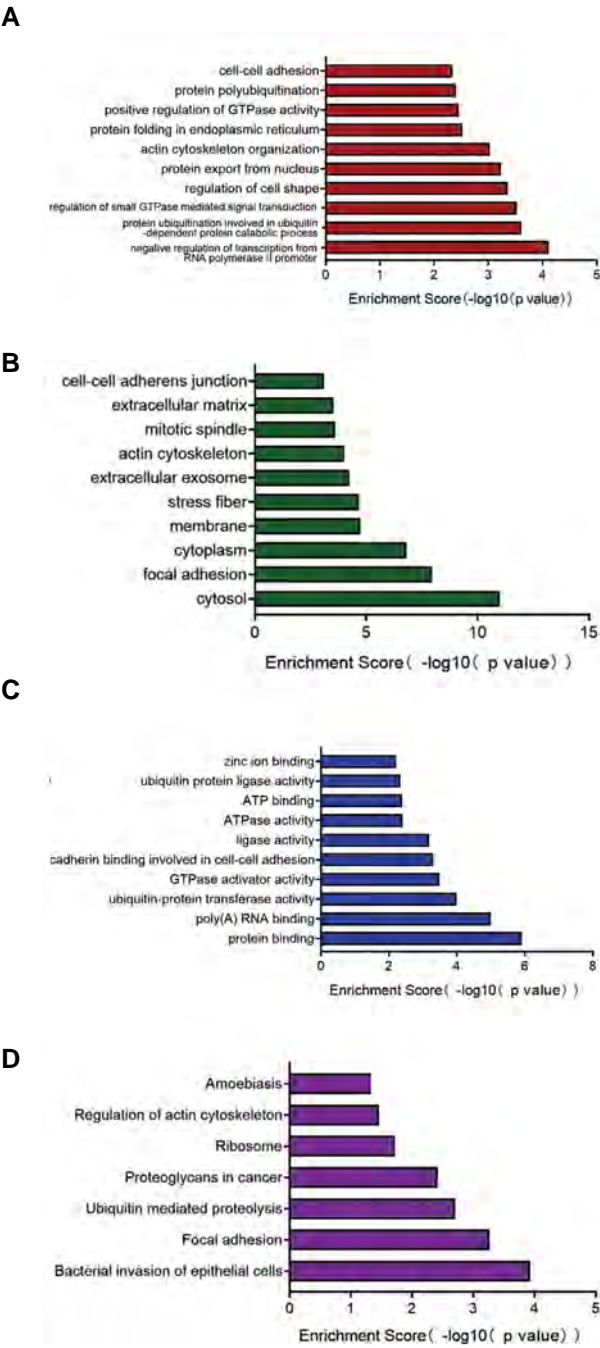 A
cell-cell adhesion
protein polyubiquitination
positive regulation of GTPase activity
protein folding in endoplasmic reticulum
actin cytoskeleton organization
protein export from nucleus
regulation of cell shape
regulation of small GTPase mediated signal transduction
protein ubiquitination involved in ubiquitin
-dependent protein catabolic process
negative regulation of transcription from
RNA polymerase II promoter
0 1 2 3 4 5
Enrichment Score(-log10(p value))
B
cell-cell adherens junction
extracellular matrix
mitotic spindle
actin cytoskeleton
extracellular exosome
stress fiber
membrane
cytoplasm
focal adhesion
cytosol
0 5 10 15
Enrichment Score( -log10( p value) )
C
zinc ion binding
ubiquitin protein ligase activity
ATP binding
ATPase activity
ligase activity
cadherin binding involved in cell-cell adhesion
GTPase activator activity
ubiquitin-protein transferase activity
poly(A) RNA binding
protein binding
0 2 4 6 8
Enrichment Score( -log10( p value) )
D
Amoebiasis
Regulation of actin cytoskeleton
Ribosome
Proteoglycans in cancer
Ubiquitin mediated proteolysis
Focal adhesion
Bacterial invasion of epithelial cells
0 1 2 3 4 5
Enrichment Score( -log10( p value) )